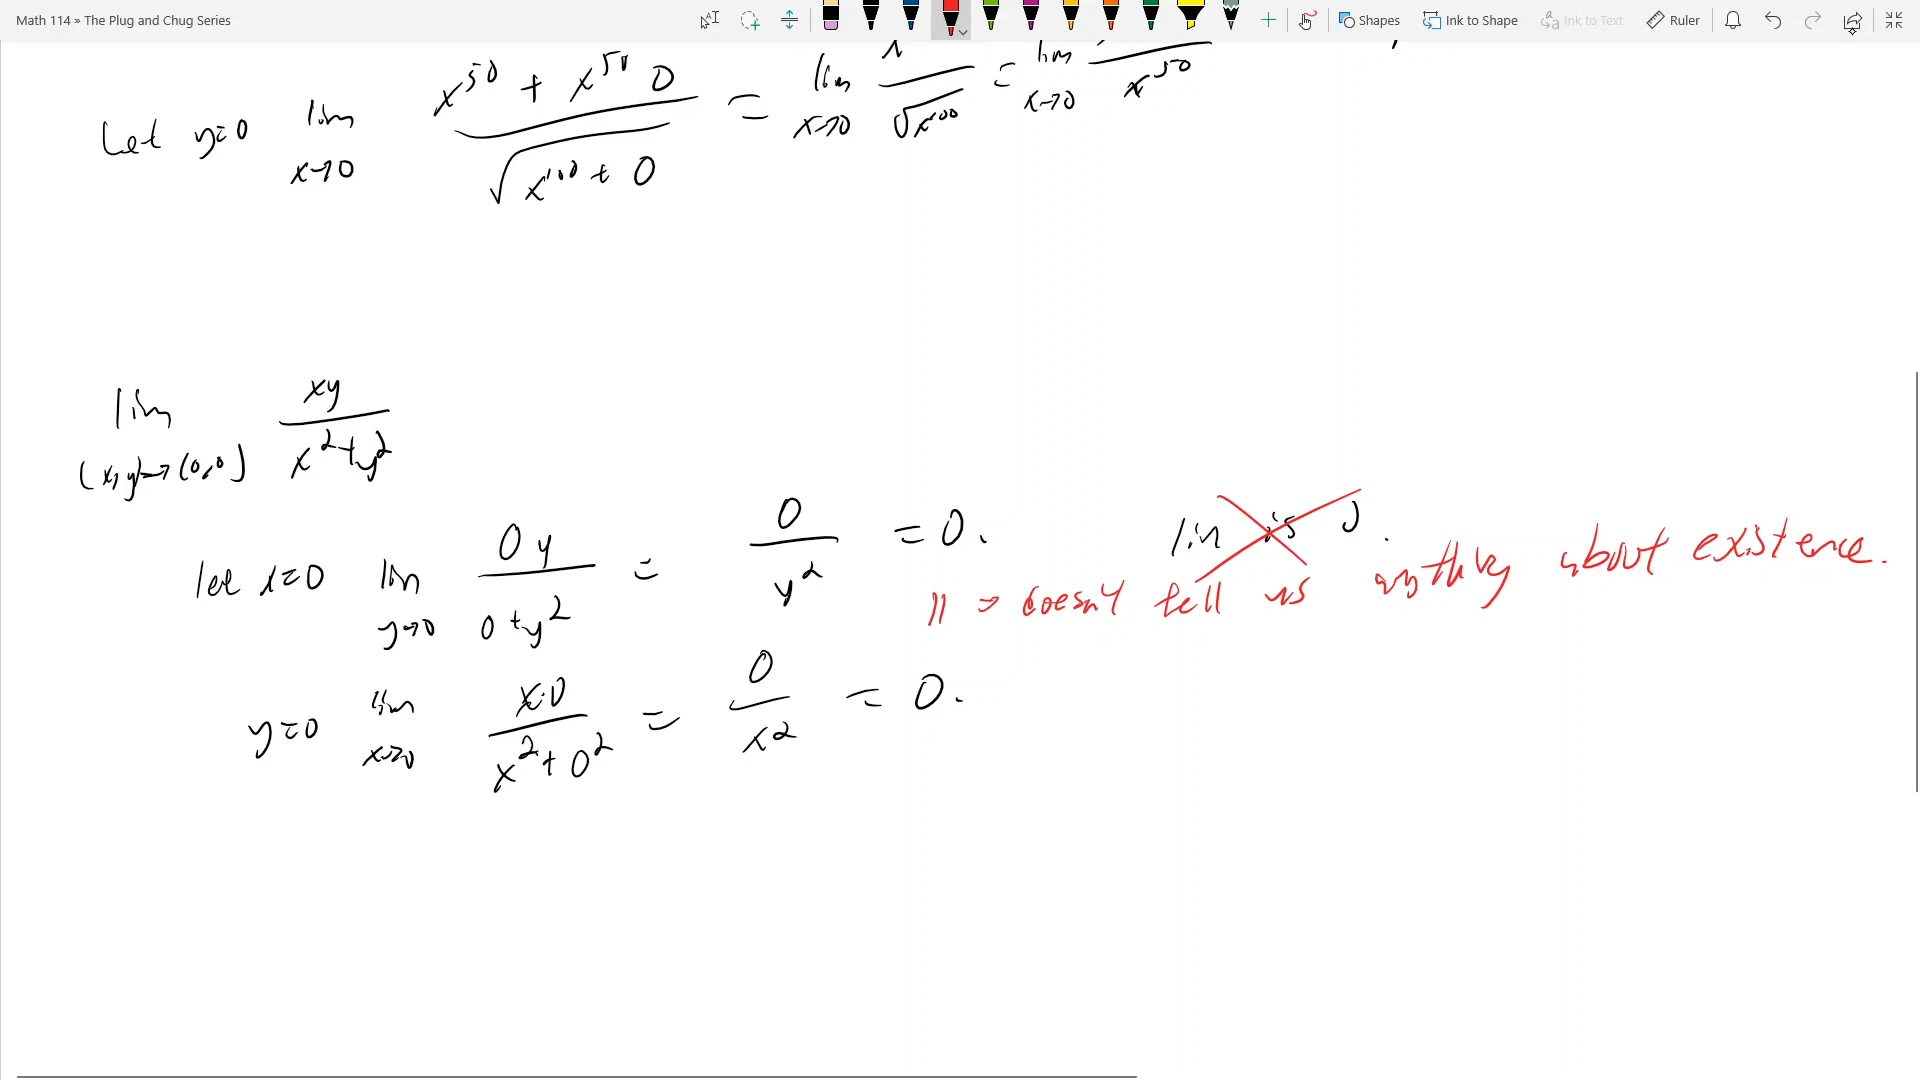 Math 114 » The Plug and Chug Series
Shapes Ink to Shape Ink to Text Ruler
Let y=0 lim x→0 (x^50 + x^50 0)/√(x^100 + 0) = lim x→0 x/√(x^100) = lim x→0 /x^50
lim (x,y)→(0,0) xy/(x^2+y^2)
let x=0 lim y→0 0y/(0+y^2) = 0/y^2 = 0. lim is 0.
11 → doesn't tell us anything about existence.
y=0 lim x→0 x·0/(x^2+0^2) = 0/x^2 = 0.